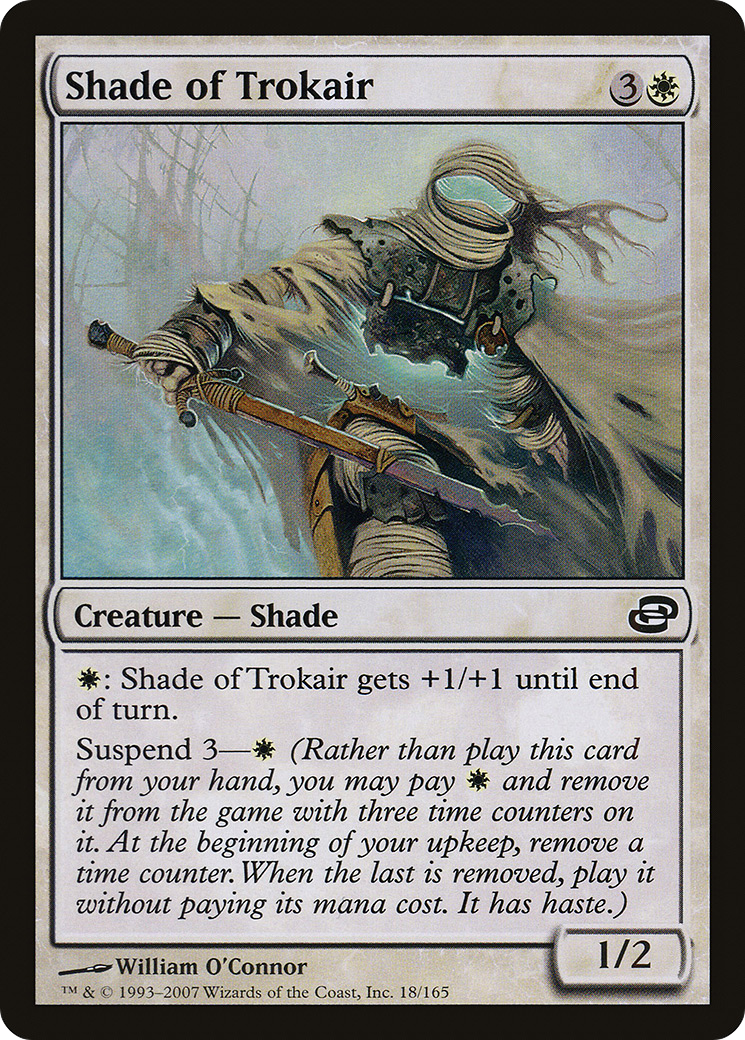 Shade of Trokair
3
Creature — Shade
: Shade of Trokair gets +1/+1 until end
of turn.
Suspend 3— (Rather than play this card
from your hand, you may pay and remove
it from the game with three time counters on
it. At the beginning of your upkeep, remove a
time counter. When the last is removed, play it
without paying its mana cost. It has haste.)
1/2
William O'Connor
™ & © 1993–2007 Wizards of the Coast, Inc. 18/165